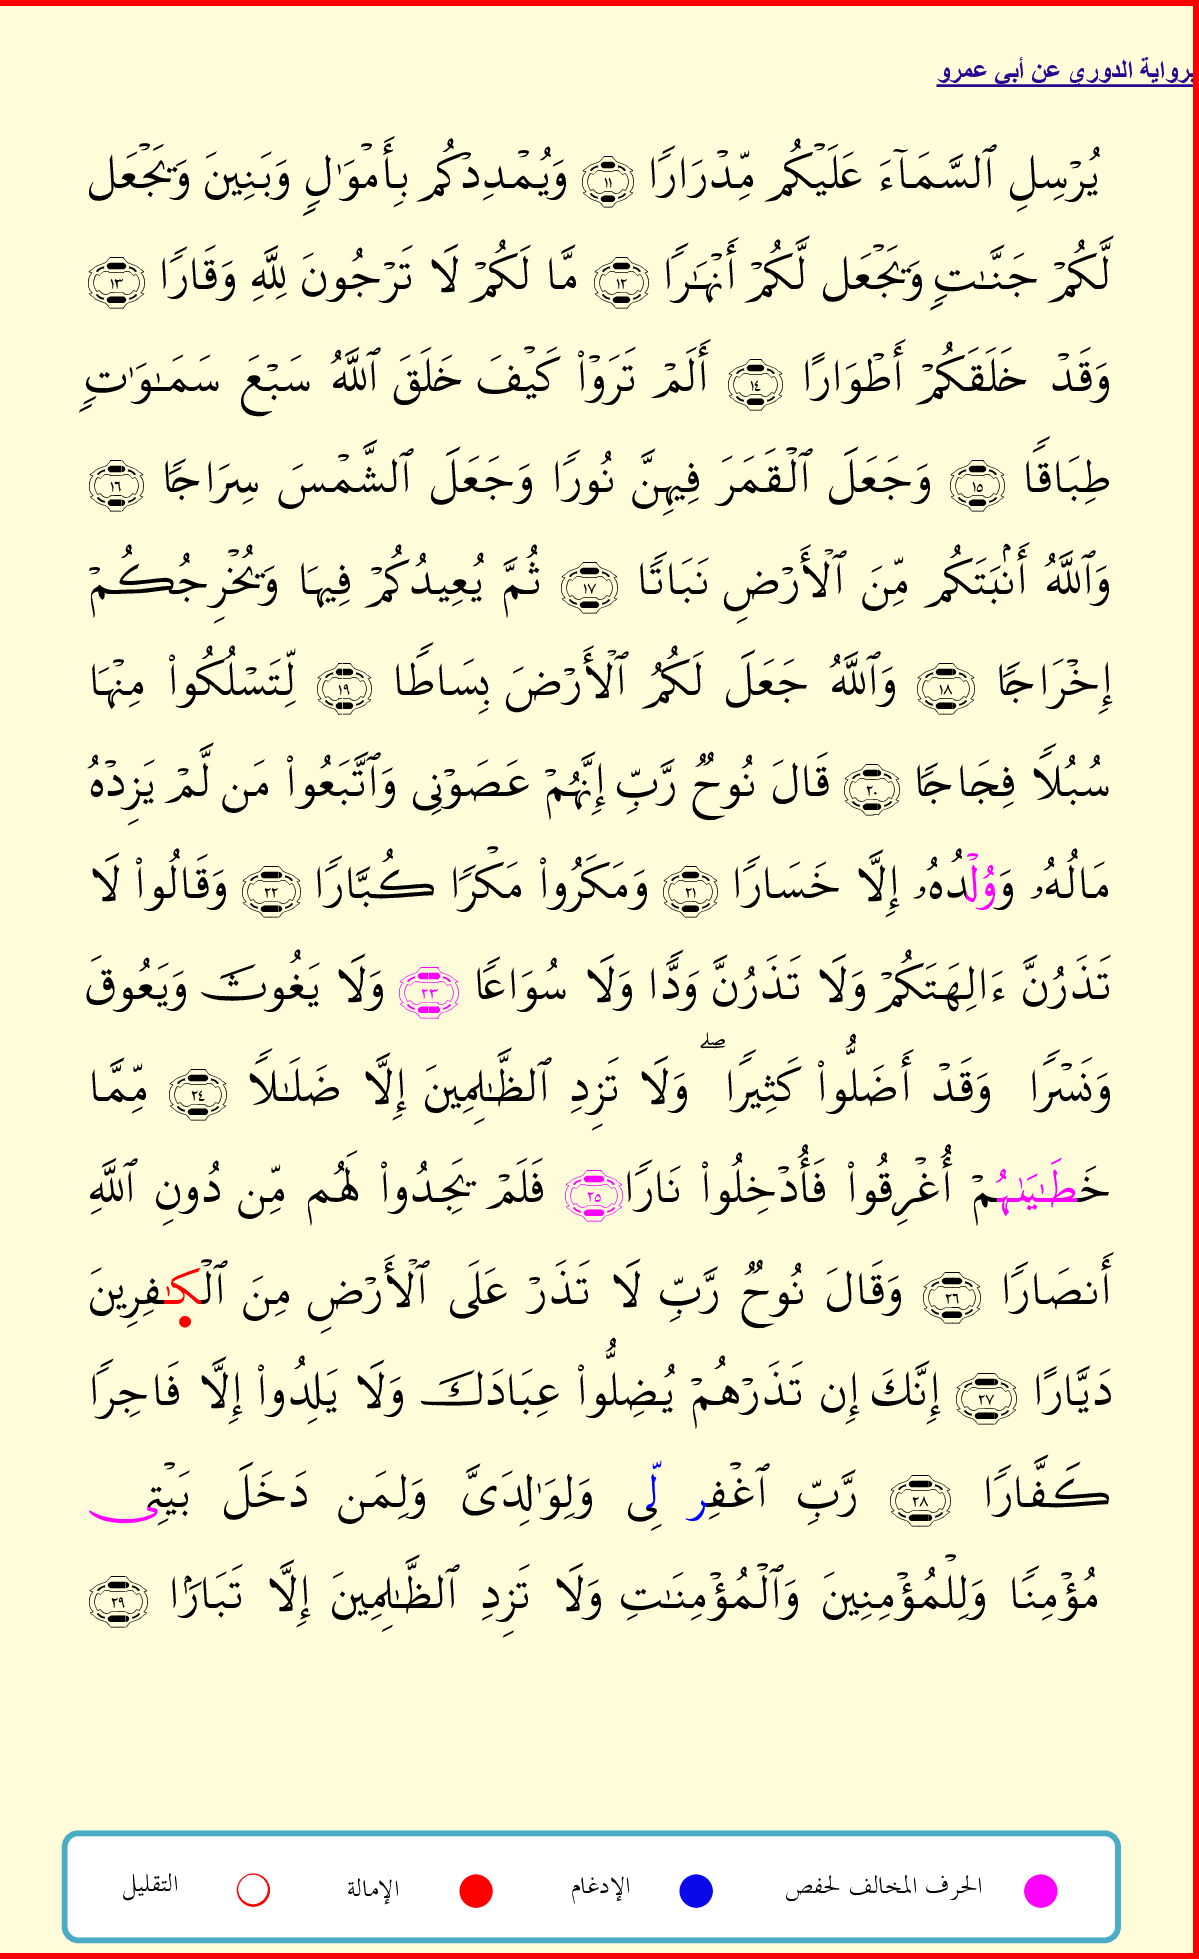 برواية الدوري عن أبي عمرو
يُرْسِلِ ٱلسَّمَآءَ عَلَيْكُم مِّدْرَارًا ١١ وَيُمْدِدْكُم بِأَمْوَٰلٍ وَبَنِينَ وَيَجْعَل
لَّكُمْ جَنَّـٰتٍ وَيَجْعَل لَّكُمْ أَنْهَـٰرًا ١٢ مَّا لَكُمْ لَا تَرْجُونَ لِلَّهِ وَقَارًا ١٣
وَقَدْ خَلَقَكُمْ أَطْوَارًا ١٤ أَلَمْ تَرَوْا۟ كَيْفَ خَلَقَ ٱللَّهُ سَبْعَ سَمَـٰوَٰتٍ
طِبَاقًا ١٥ وَجَعَلَ ٱلْقَمَرَ فِيهِنَّ نُورًا وَجَعَلَ ٱلشَّمْسَ سِرَاجًا ١٦
وَٱللَّهُ أَنۢبَتَكُم مِّنَ ٱلْأَرْضِ نَبَاتًا ١٧ ثُمَّ يُعِيدُكُمْ فِيهَا وَيُخْرِجُكُمْ
إِخْرَاجًا ١٨ وَٱللَّهُ جَعَلَ لَكُمُ ٱلْأَرْضَ بِسَاطًا ١٩ لِّتَسْلُكُوا۟ مِنْهَا
سُبُلًا فِجَاجًا ٢٠ قَالَ نُوحٌ رَّبِّ إِنَّهُمْ عَصَوْنِى وَٱتَّبَعُوا۟ مَن لَّمْ يَزِدْهُ
مَالُهُۥ وَوُلْدُهُۥ إِلَّا خَسَارًا ٢١ وَمَكَرُوا۟ مَكْرًا كُبَّارًا ٢٢ وَقَالُوا۟ لَا
تَذَرُنَّ ءَالِهَتَكُمْ وَلَا تَذَرُنَّ وَدًّا وَلَا سُوَاعًا ٢٣ وَلَا يَغُوثَ وَيَعُوقَ
وَنَسْرًا وَقَدْ أَضَلُّوا۟ كَثِيرًا ۖ وَلَا تَزِدِ ٱلظَّـٰلِمِينَ إِلَّا ضَلَـٰلًا ٢٤ مِّمَّا
خَطَـٰيَـٰهُمْ أُغْرِقُوا۟ فَأُدْخِلُوا۟ نَارًا ٢٥ فَلَمْ يَجِدُوا۟ لَهُم مِّن دُونِ ٱللَّهِ
أَنصَارًا ٢٦ وَقَالَ نُوحٌ رَّبِّ لَا تَذَرْ عَلَى ٱلْأَرْضِ مِنَ ٱلْكَـٰفِرِينَ
دَيَّارًا ٢٧ إِنَّكَ إِن تَذَرْهُمْ يُضِلُّوا۟ عِبَادَكَ وَلَا يَلِدُوا۟ إِلَّا فَاجِرًا
كَفَّارًا ٢٨ رَّبِّ ٱغْفِر لِّى وَلِوَٰلِدَىَّ وَلِمَن دَخَلَ بَيْتِى
مُؤْمِنًا وَلِلْمُؤْمِنِينَ وَٱلْمُؤْمِنَـٰتِ وَلَا تَزِدِ ٱلظَّـٰلِمِينَ إِلَّا تَبَارًۢا ٢٩
الحرف المخالف لحفص الإدغام الإمالة التقليل